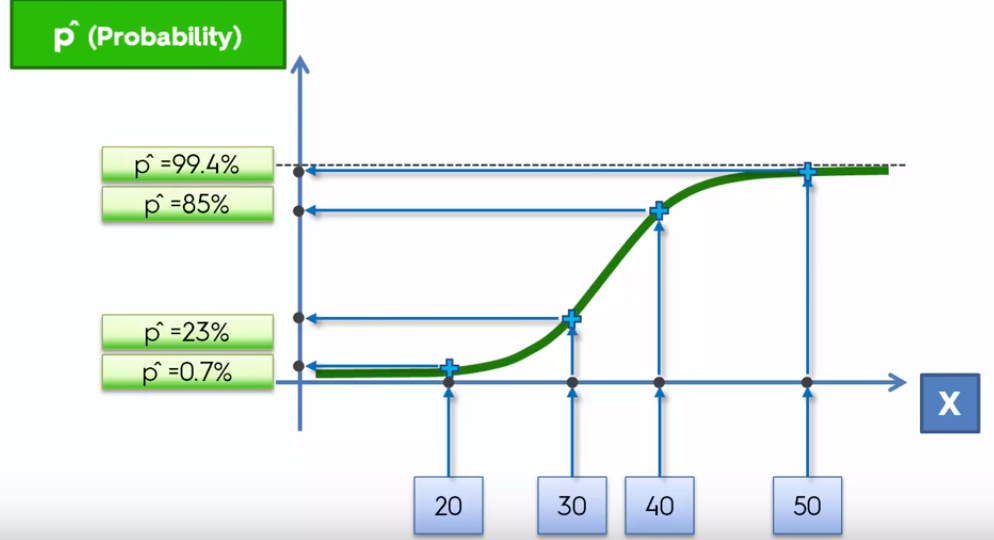 p̂ (Probability)
p̂ =99.4%
p̂ =85%
p̂ =23%
p̂ =0.7%
X
20
30
40
50